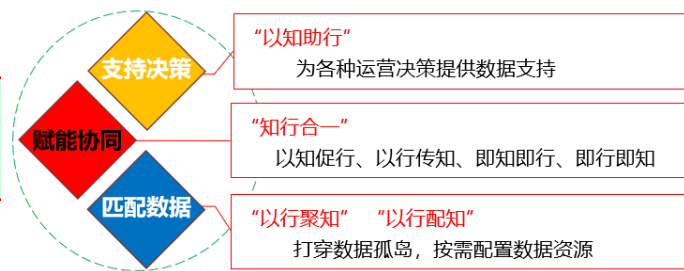 支持决策
“以知助行”
为各种运营决策提供数据支持
赋能协同
“知行合一”
以知促行、以行传知、即知即行、即行即知
匹配数据
“以行聚知” “以行配知”
打穿数据孤岛，按需配置数据资源